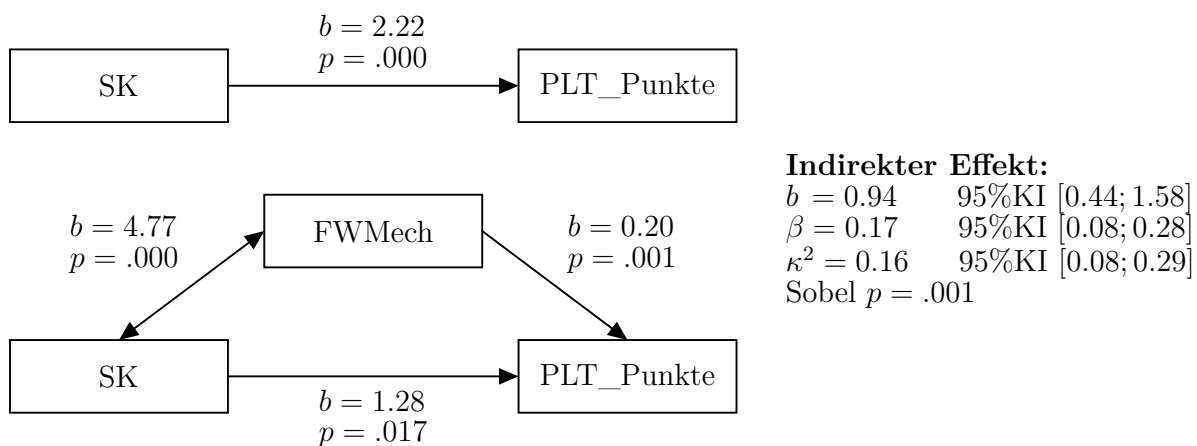 b = 2.22
p = .000
SK
PLT_Punkte
b = 4.77
p = .000
FWMech
b = 0.20
p = .001
SK
PLT_Punkte
b = 1.28
p = .017
Indirekter Effekt:
b = 0.94 95%KI [0.44; 1.58]
β = 0.17 95%KI [0.08; 0.28]
κ² = 0.16 95%KI [0.08; 0.29]
Sobel p = .001